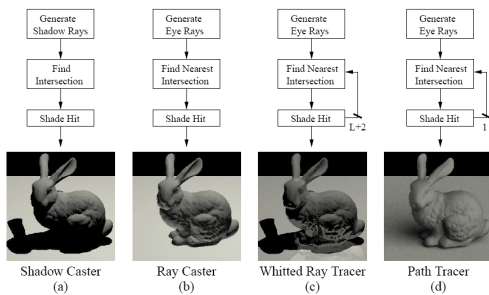 Generate
Shadow Rays
Find
Intersection
Shade Hit
Shadow Caster
(a)
Generate
Eye Rays
Find Nearest
Intersection
Shade Hit
Ray Caster
(b)
Generate
Eye Rays
Find Nearest
Intersection
Shade Hit
L+2
Whitted Ray Tracer
(c)
Generate
Eye Rays
Find Nearest
Intersection
Shade Hit
1
Path Tracer
(d)